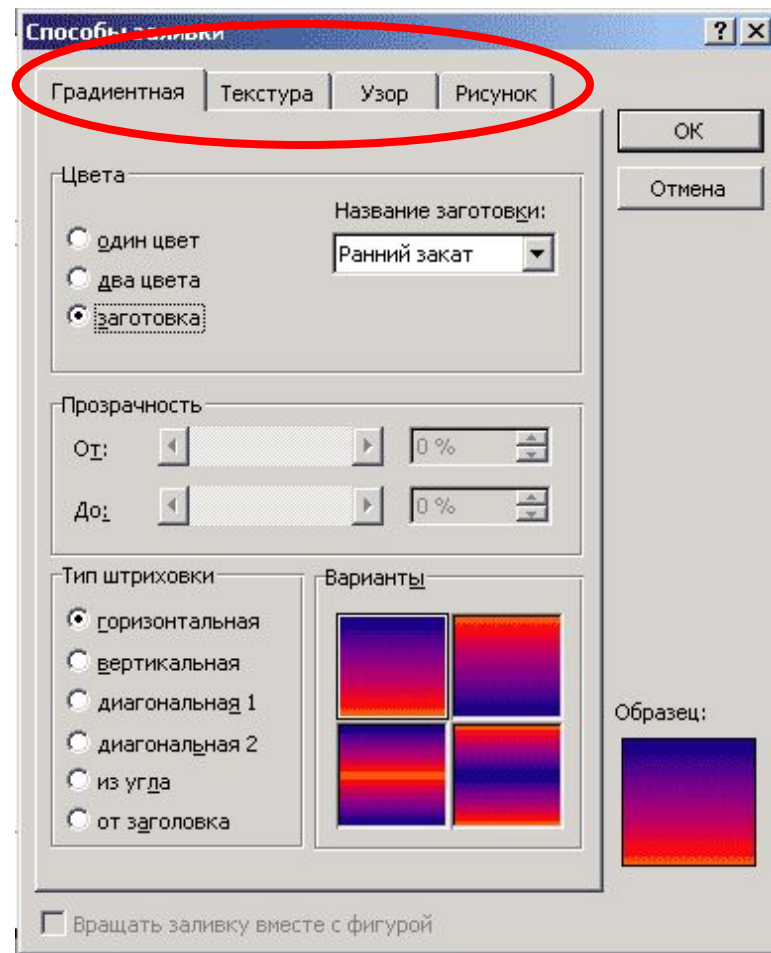 Способы заливки
Градиентная Текстура Узор Рисунок
ОК
Отмена
Цвета
один цвет
два цвета
заготовка
Название заготовки:
Ранний закат
Прозрачность
От: 0 %
До: 0 %
Тип штриховки
горизонтальная
вертикальная
диагональная 1
диагональная 2
из угла
от заголовка
Варианты
Образец:
Вращать заливку вместе с фигурой